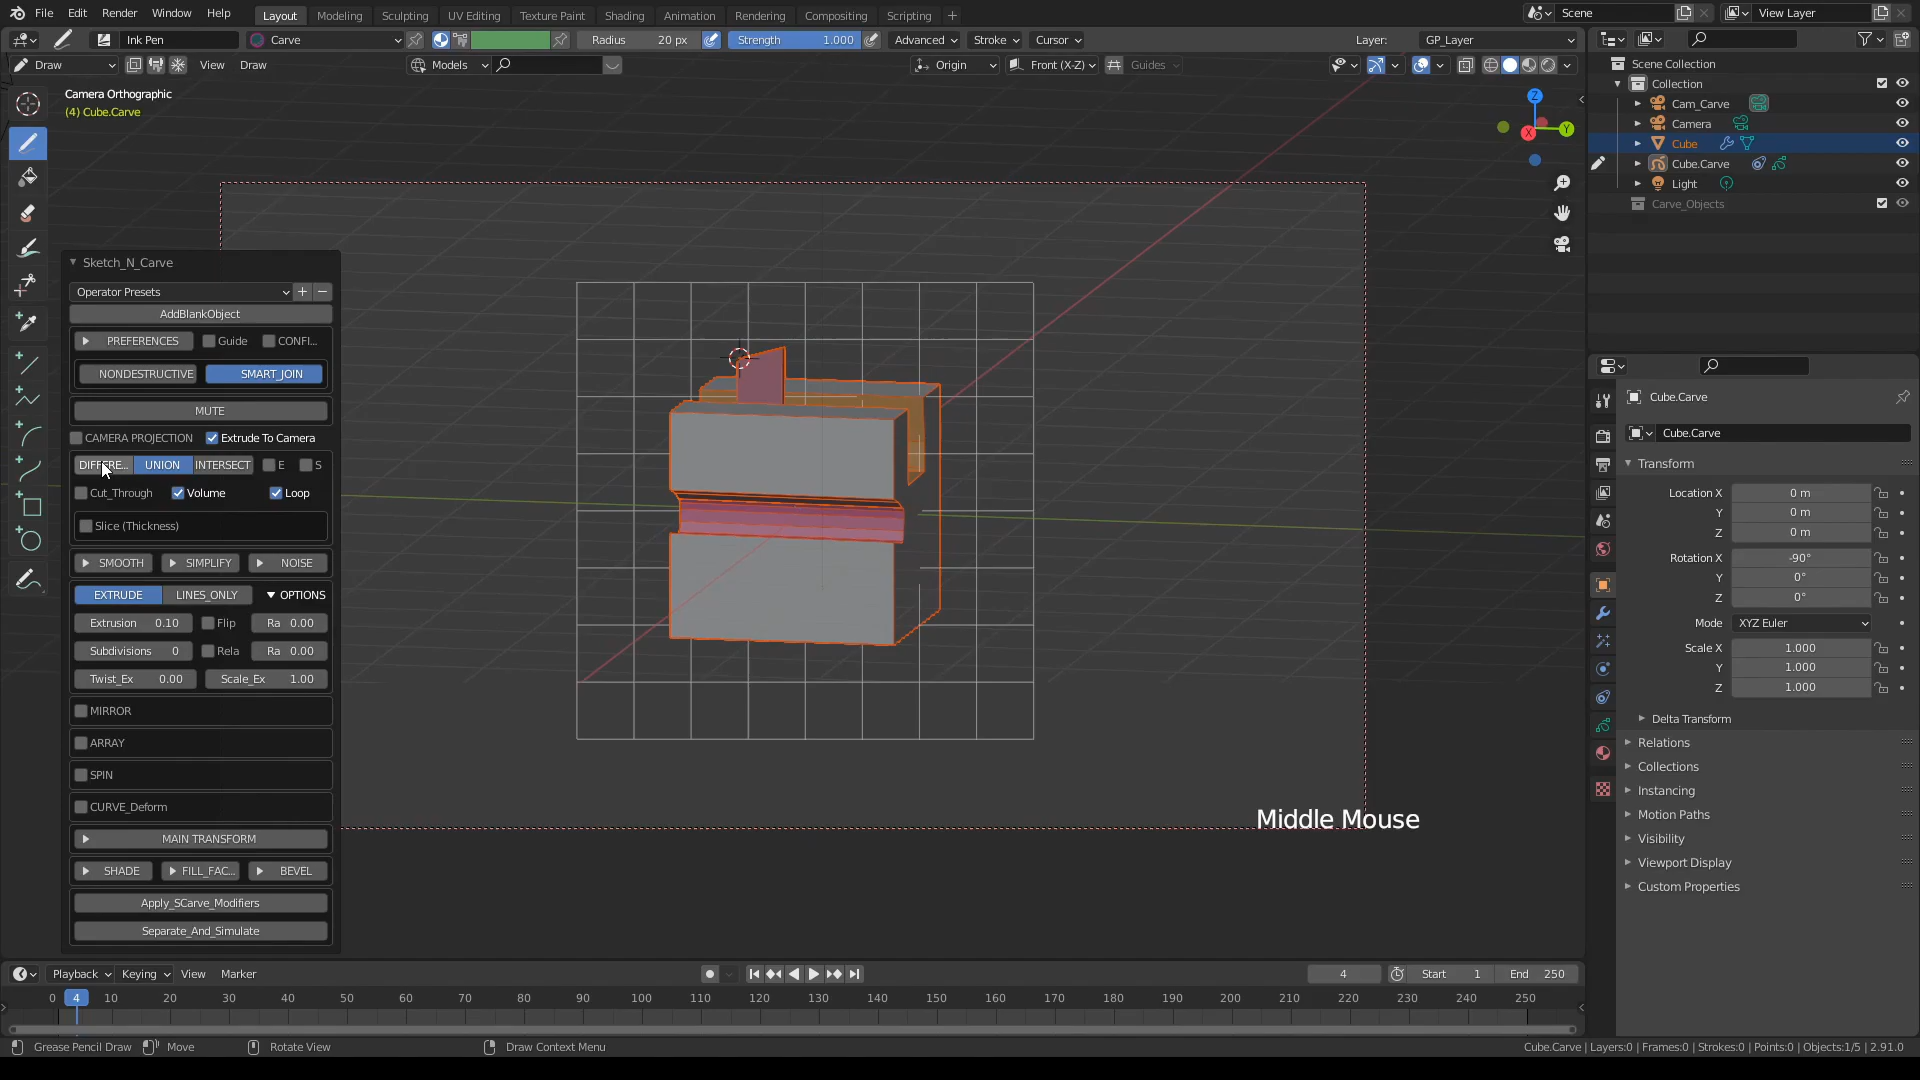 File Edit Render Window Help Layout Modeling Sculpting UV Editing Texture Paint Shading Animation Rendering Compositing Scripting + Scene View Layer
Ink Pen Carve Radius 20 px Strength 1.000 Advanced Stroke Cursor Layer: GP_Layer
Draw View Draw Models Origin Front (X-Z) Guides
Camera Orthographic
(4) Cube.Carve
Z
Y
X
Sketch_N_Carve
Operator Presets
AddBlankObject
PREFERENCES Guide CONFI...
NONDESTRUCTIVE SMART_JOIN
MUTE
CAMERA PROJECTION Extrude To Camera
DIFFERE... UNION INTERSECT E S
Cut_Through Volume Loop
Slice (Thickness)
SMOOTH SIMPLIFY NOISE
EXTRUDE LINES_ONLY OPTIONS
Extrusion 0.10 Flip Ra 0.00
Subdivisions 0 Rela Ra 0.00
Twist_Ex 0.00 Scale_Ex 1.00
MIRROR
ARRAY
SPIN
CURVE_Deform
MAIN TRANSFORM
SHADE FILL_FAC... BEVEL
Apply_SCarve_Modifiers
Separate_And_Simulate
Middle Mouse
Scene Collection
Collection
Cam_Carve
Camera
Cube
Cube.Carve
Light
Carve_Objects
Cube.Carve
Cube.Carve
Transform
Location X 0 m
Y 0 m
Z 0 m
Rotation X -90°
Y 0°
Z 0°
Mode XYZ Euler
Scale X 1.000
Y 1.000
Z 1.000
Delta Transform
Relations
Collections
Instancing
Motion Paths
Visibility
Viewport Display
Custom Properties
Playback Keying View Marker 4 Start 1 End 250
0 4 10 20 30 40 50 60 70 80 90 100 110 120 130 140 150 160 170 180 190 200 210 220 230 240 250
Grease Pencil Draw Move Rotate View Draw Context Menu Cube.Carve | Layers:0 | Frames:0 | Strokes:0 | Points:0 | Objects:1/5 | 2.91.0